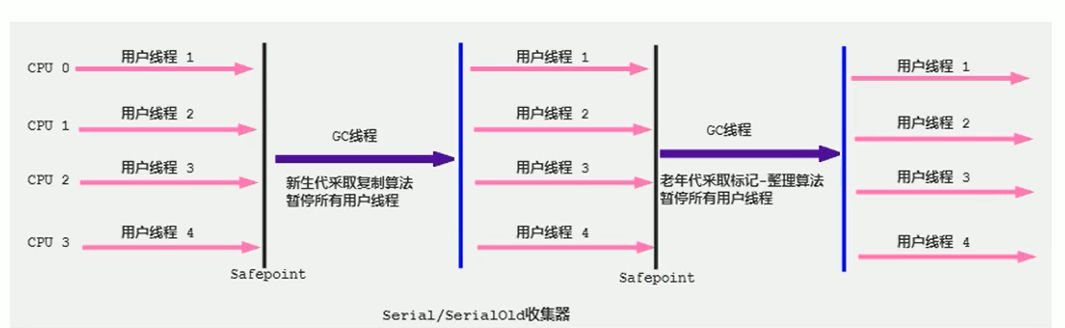 用户线程 1
用户线程 1
用户线程 1
CPU 0
用户线程 2
用户线程 2
用户线程 2
CPU 1
GC线程
GC线程
用户线程 3
用户线程 3
用户线程 3
CPU 2
新生代采取复制算法
暂停所有用户线程
老年代采取标记-整理算法
暂停所有用户线程
用户线程 4
用户线程 4
用户线程 4
CPU 3
Safepoint
Safepoint
Serial/SerialOld收集器